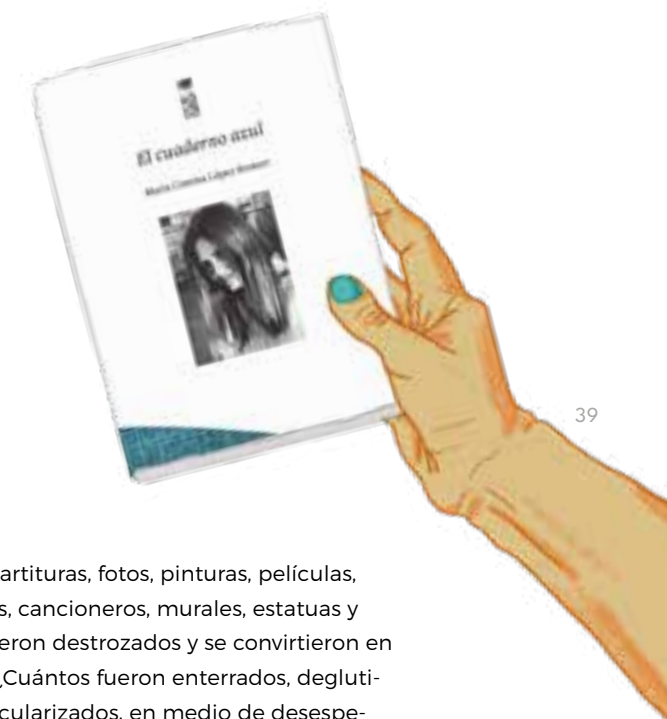 El cuaderno azul
39
artituras, fotos, pinturas, películas,
s, cancioneros, murales, estatuas y
eron destrozados y se convirtieron en
¿Cuántos fueron enterrados, degluti-
cularizados, en medio de desespe-